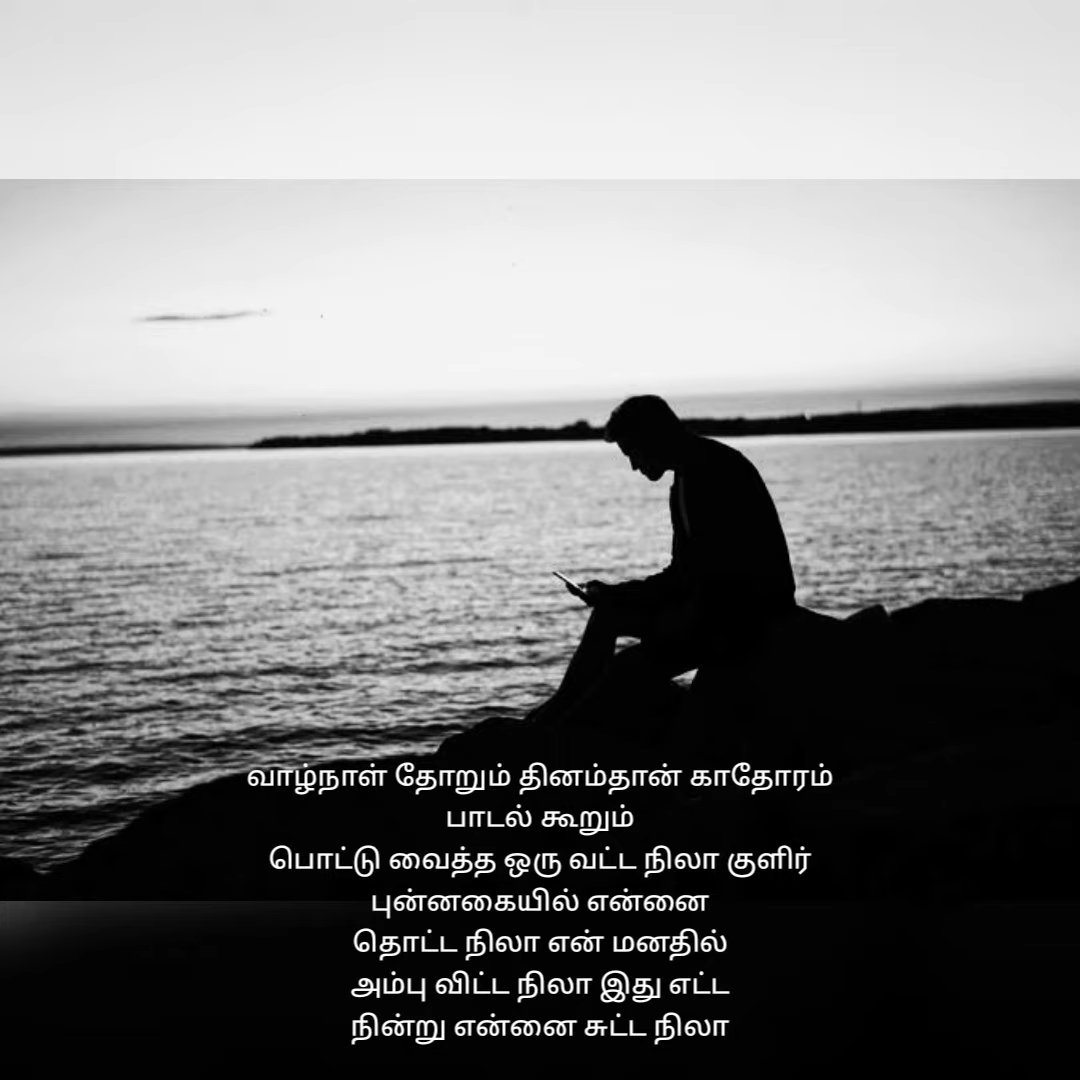 வாழ்நாள் தோறும் தினம்தான் காதோரம்
பாடல் கூறும்
பொட்டு வைத்த ஒரு வட்ட நிலா குளிர்
புன்னகையில் என்னை
தொட்ட நிலா என் மனதில்
அம்பு விட்ட நிலா இது எட்ட
நின்று என்னை சுட்ட நிலா